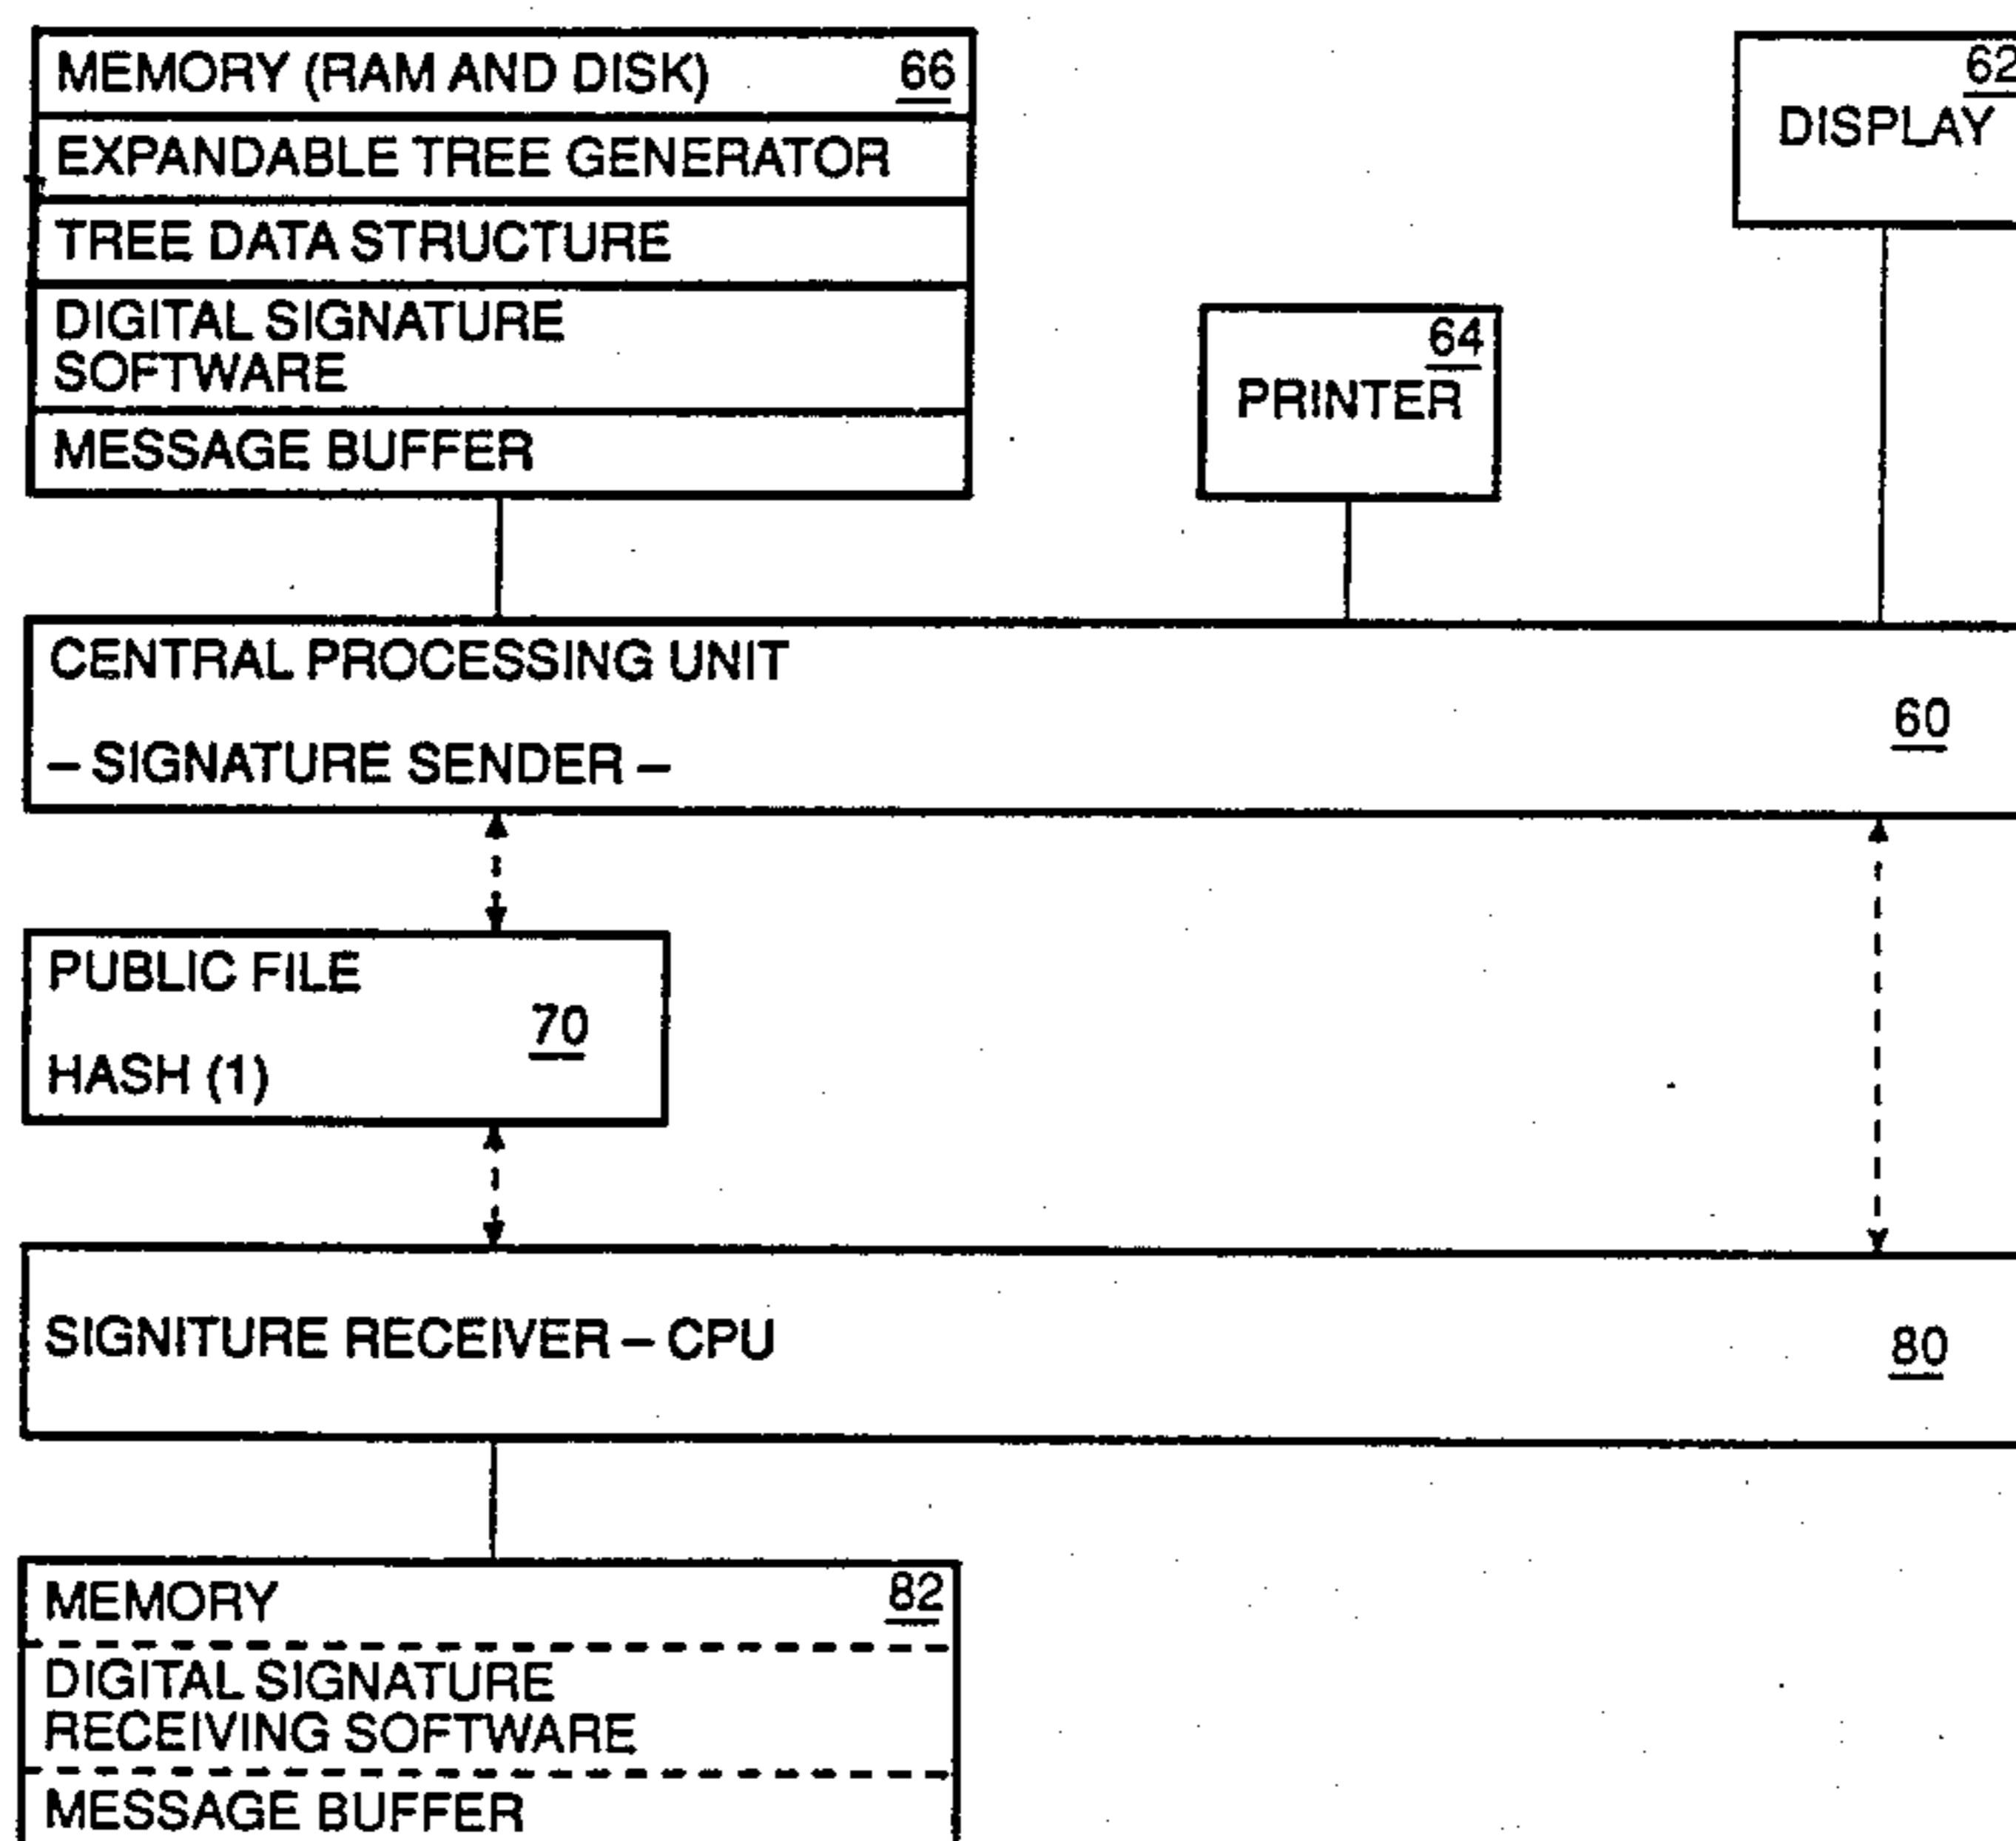 MEMORY (RAM AND DISK) 66
EXPANDABLE TREE GENERATOR
TREE DATA STRUCTURE
DIGITAL SIGNATURE
SOFTWARE
MESSAGE BUFFER
64
PRINTER
62
DISPLAY
CENTRAL PROCESSING UNIT
60
– SIGNATURE SENDER –
PUBLIC FILE
70
HASH (1)
SIGNITURE RECEIVER – CPU
80
MEMORY 82
DIGITAL SIGNATURE
RECEIVING SOFTWARE
MESSAGE BUFFER